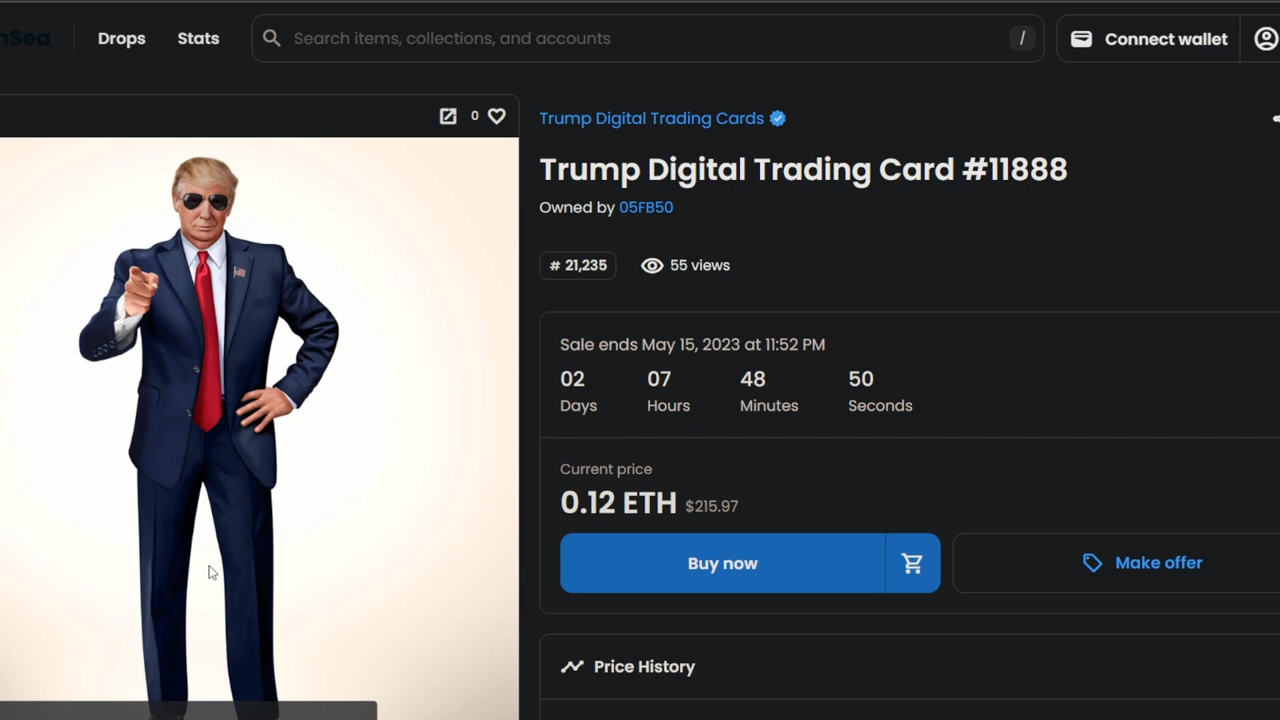 Drops
Stats
Search items, collections, and accounts
/
Connect wallet
0
Trump Digital Trading Cards
Trump Digital Trading Card #11888
Owned by 05FB50
# 21,235
55 views
Sale ends May 15, 2023 at 11:52 PM
02 07 48 50
Days Hours Minutes Seconds
Current price
0.12 ETH $215.97
Buy now
Make offer
Price History